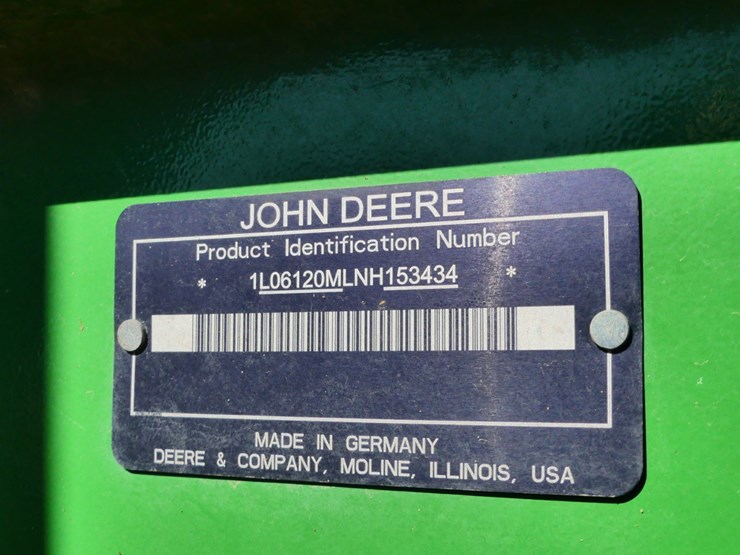 JOHN DEERE
Product Identification Number
* 1L06120MLNH153434 *
MADE IN GERMANY
DEERE & COMPANY, MOLINE, ILLINOIS, USA